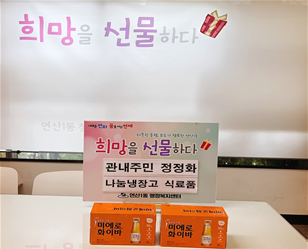 희망을 선물하다
희망을 선물하다
관내주민 정정화
나눔냉장고 식료품
연산1동 행정복지센터
미에로
화이바
미에로
화이바